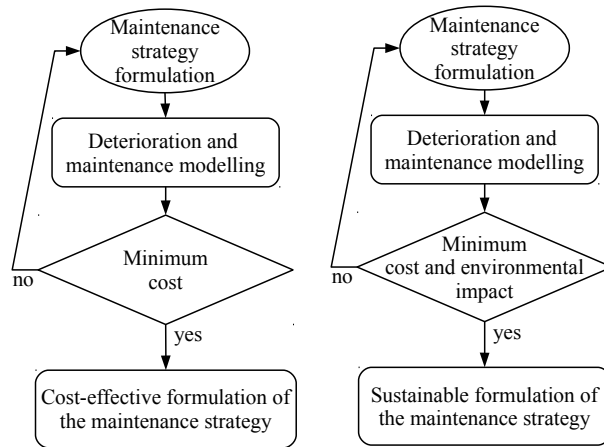 Maintenance
strategy
formulation
Deterioration and
maintenance modelling
Minimum
cost
no
yes
Cost-effective formulation of
the maintenance strategy
Maintenance
strategy
formulation
Deterioration and
maintenance modelling
Minimum
cost and environmental
impact
no
yes
Sustainable formulation of
the maintenance strategy